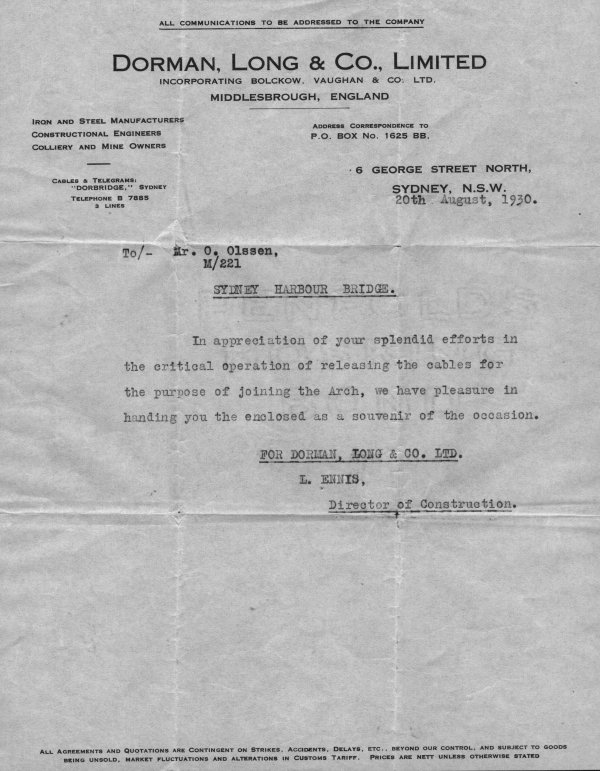 ALL COMMUNICATIONS TO BE ADDRESSED TO THE COMPANY
DORMAN, LONG & CO., LIMITED
INCORPORATING BOLCKOW, VAUGHAN & CO: LTD.
MIDDLESBROUGH, ENGLAND
IRON AND STEEL MANUFACTURERS
CONSTRUCTIONAL ENGINEERS
COLLIERY AND MINE OWNERS
ADDRESS CORRESPONDENCE TO
P.O. BOX NO. 1625 BB,
CABLES & TELEGRAMS:
"DORBRIDGE," SYDNEY
TELEPHONE B 7885
3 LINES
6 GEORGE STREET NORTH,
SYDNEY, N.S.W.
20th August, 1930.
To/- Mr. O. Olssen,
M/221
SYDNEY HARBOUR BRIDGE.
In appreciation of your splendid efforts in
the critical operation of releasing the cables for
the purpose of joining the Arch, we have pleasure in
handing you the enclosed as a souvenir of the occasion.
FOR DORMAN, LONG & CO. LTD.
L. ENNIS,
Director of Construction.
ALL AGREEMENTS AND QUOTATIONS ARE CONTINGENT ON STRIKES, ACCIDENTS, DELAYS, ETC., BEYOND OUR CONTROL, AND SUBJECT TO GOODS
BEING UNSOLD, MARKET FLUCTUATIONS AND ALTERATIONS IN CUSTOMS TARIFF. PRICES ARE NETT UNLESS OTHERWISE STATED